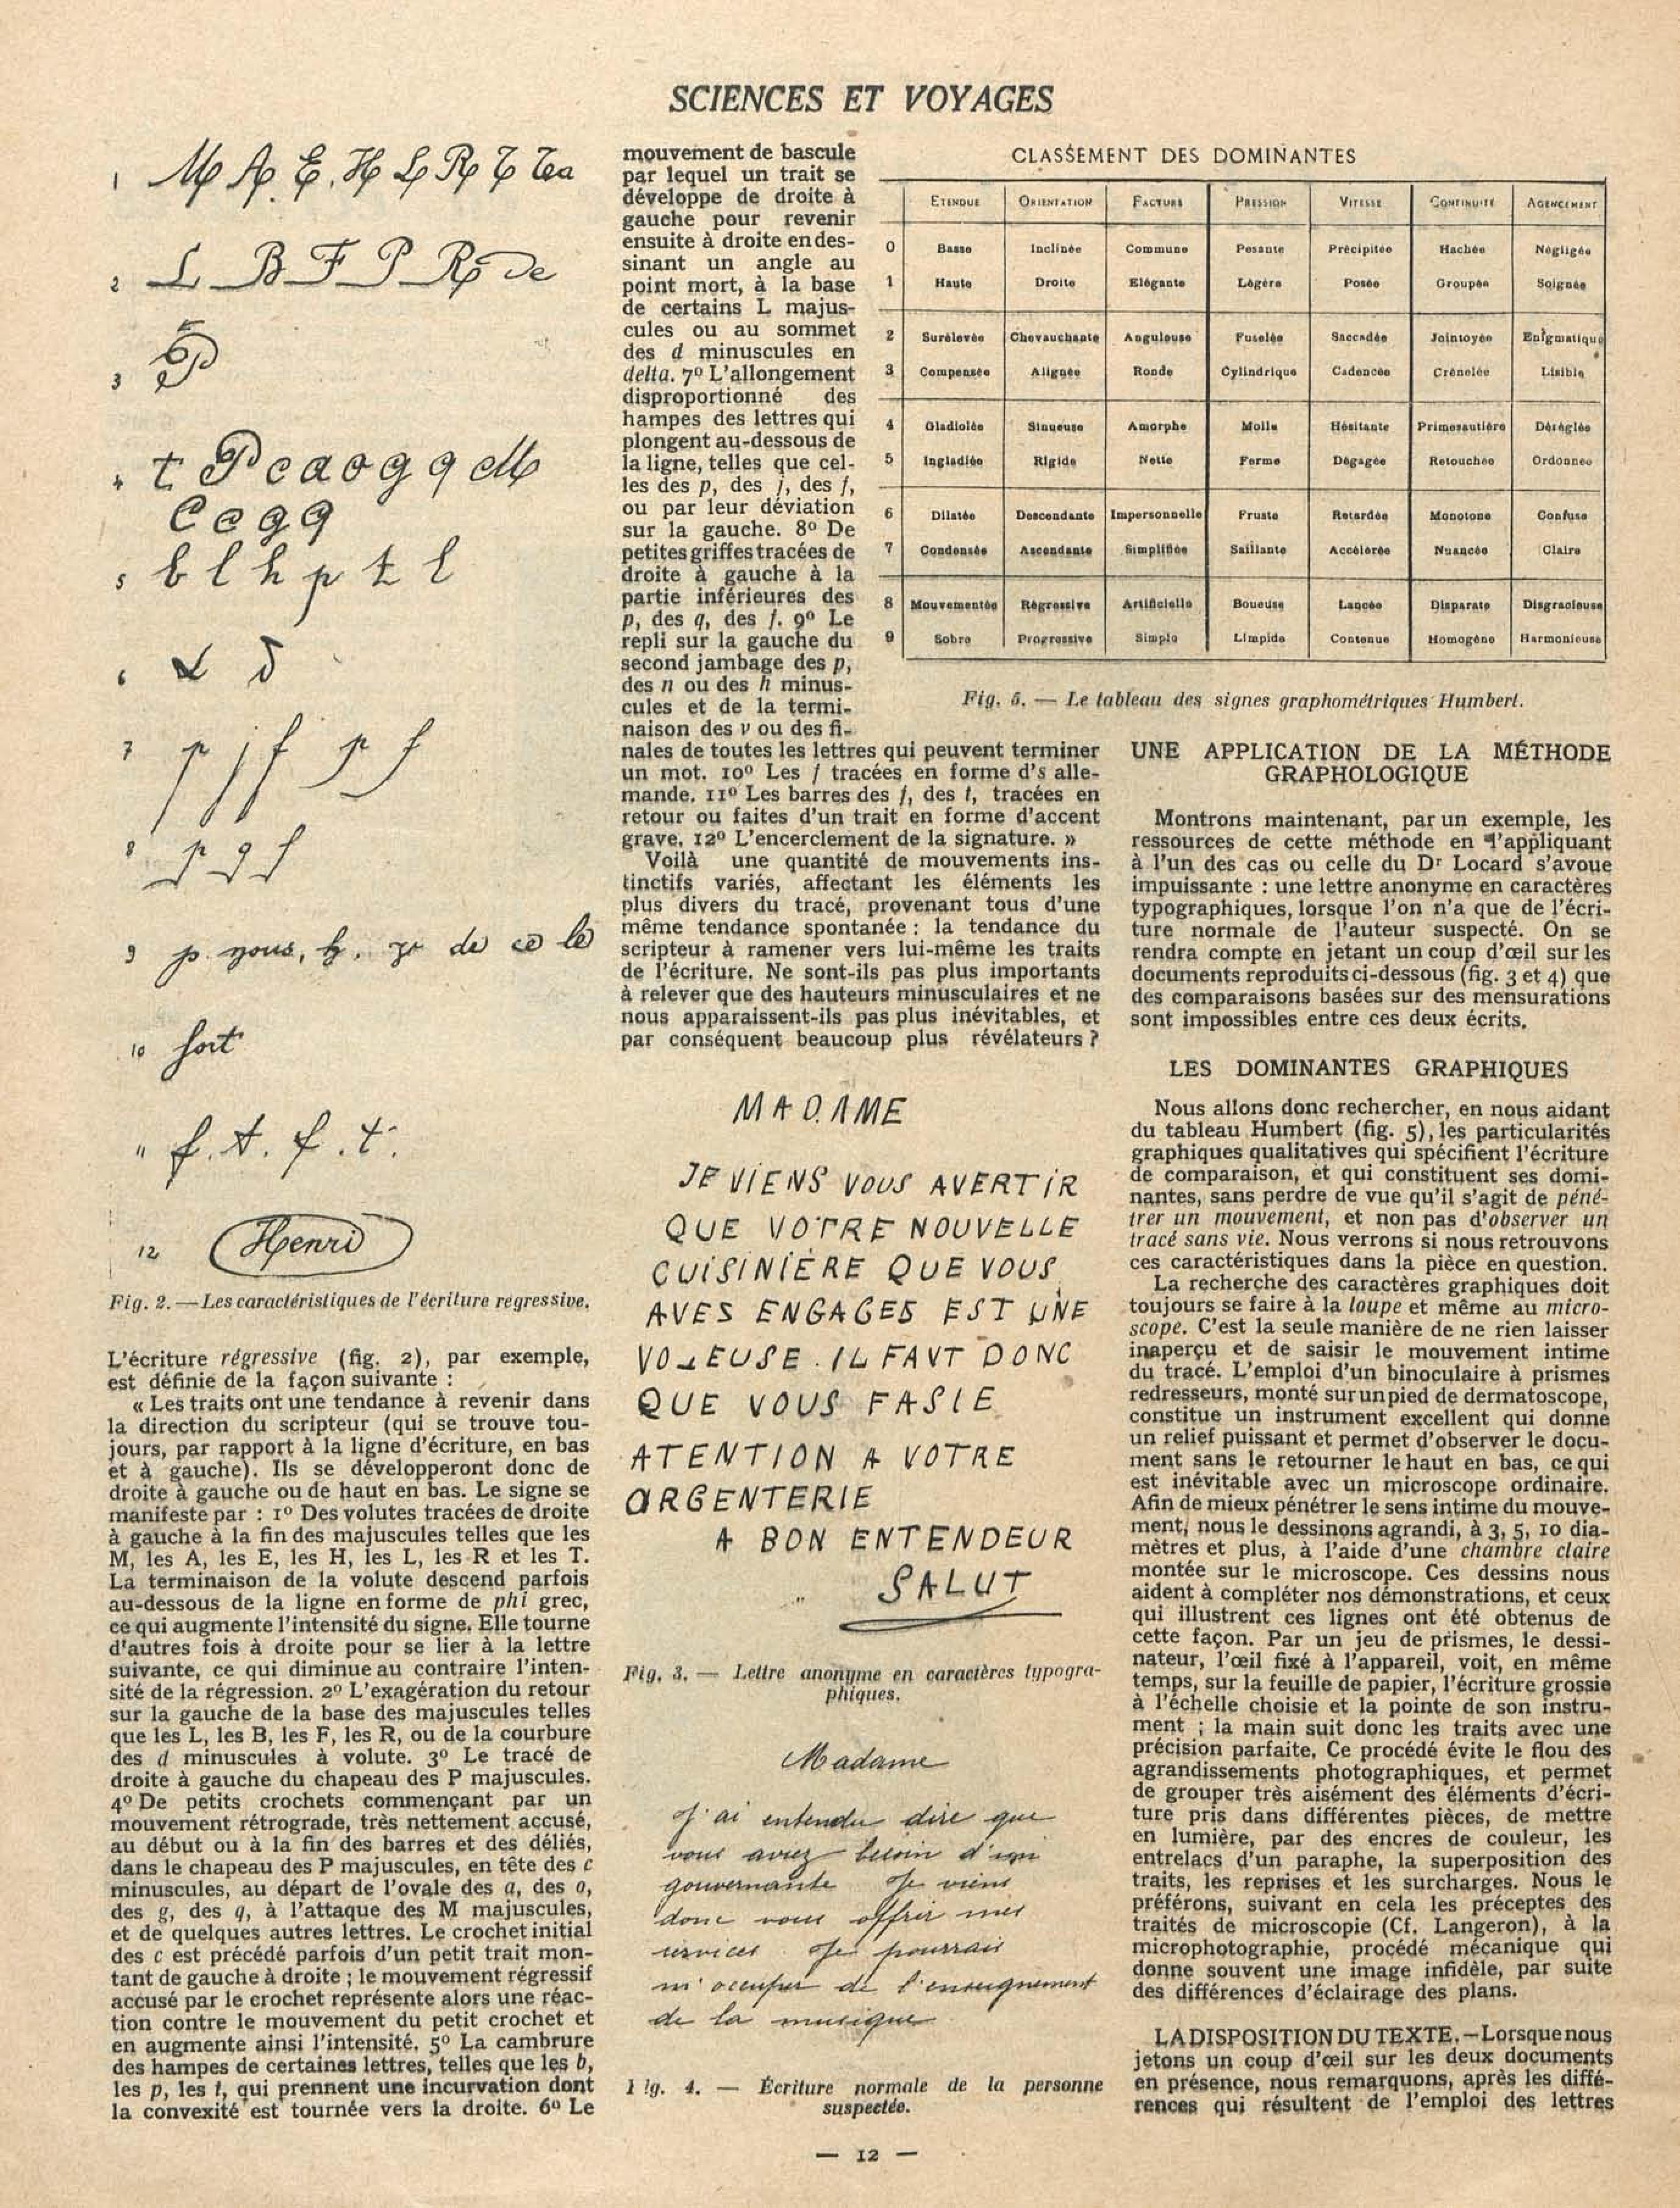 SCIENCES ET VOYAGES
1 M A. E. H L R T Tea
2 L B F P R de
3 P
4 t P c a o g q M
C c g q
5 b l h p t l
6 L d
7 p j f p f
8 p q f
9 p nous, h, de ce le
10 fort
11 f. t. f. t.
12 Henri
Fig. 2. — Les caractéristiques de l'écriture régressive.
L'écriture régressive (fig. 2), par exemple,
est définie de la façon suivante :
« Les traits ont une tendance à revenir dans
la direction du scripteur (qui se trouve tou-
jours, par rapport à la ligne d'écriture, en bas
et à gauche). Ils se développeront donc de
droite à gauche ou de haut en bas. Le signe se
manifeste par : 1º Des volutes tracées de droite
à gauche à la fin des majuscules telles que les
M, les A, les E, les H, les L, les R et les T.
La terminaison de la volute descend parfois
au-dessous de la ligne en forme de phi grec,
ce qui augmente l'intensité du signe. Elle tourne
d'autres fois à droite pour se lier à la lettre
suivante, ce qui diminue au contraire l'inten-
sité de la régression. 2º L'exagération du retour
sur la gauche de la base des majuscules telles
que les L, les B, les F, les R, ou de la courbure
des d minuscules à volute. 3º Le tracé de
droite à gauche du chapeau des P majuscules.
4º De petits crochets commençant par un
mouvement rétrograde, très nettement accusé,
au début ou à la fin des barres et des déliés,
dans le chapeau des P majuscules, en tête des c
minuscules, au départ de l'ovale des a, des o,
des g, des q, à l'attaque des M majuscules,
et de quelques autres lettres. Le crochet initial
des c est précédé parfois d'un petit trait mon-
tant de gauche à droite ; le mouvement régressif
accusé par le crochet représente alors une réac-
tion contre le mouvement du petit crochet et
en augmente ainsi l'intensité. 5º La cambrure
des hampes de certaines lettres, telles que les b,
les p, les t, qui prennent une incurvation dont
la convexité est tournée vers la droite. 6º Le
mouvement de bascule
par lequel un trait se
développe de droite à
gauche pour revenir
ensuite à droite en des-
sinant un angle au
point mort, à la base
de certains L majus-
cules ou au sommet
des d minuscules en
delta. 7º L'allongement
disproportionné des
hampes des lettres qui
plongent au-dessous de
la ligne, telles que cel-
les des p, des j, des f,
ou par leur déviation
sur la gauche. 8º De
petites griffes tracées de
droite à gauche à la
partie inférieures des
p, des q, des f. 9º Le
repli sur la gauche du
second jambage des p,
des n ou des h minus-
cules et de la termi-
naison des v ou des fi-
nales de toutes les lettres qui peuvent terminer
un mot. 10º Les f tracées en forme d's alle-
mande. 11º Les barres des f, des t, tracées en
retour ou faites d'un trait en forme d'accent
grave. 12º L'encerclement de la signature. »
Voilà une quantité de mouvements ins-
tinctifs variés, affectant les éléments les
plus divers du tracé, provenant tous d'une
même tendance spontanée : la tendance du
scripteur à ramener vers lui-même les traits
de l'écriture. Ne sont-ils pas plus importants
à relever que des hauteurs minusculaires et ne
nous apparaissent-ils pas plus inévitables, et
par conséquent beaucoup plus révélateurs ?
MADAME
JE VIENS VOUS AVERTIR
QUE VOTRE NOUVELLE
CUISINIÈRE QUE VOUS
AVES ENGAGES EST UNE
VOLEUSE. IL FAUT DONC
QUE VOUS FASIE
ATENTION A VOTRE
ARGENTERIE
A BON ENTENDEUR
SALUT
Fig. 3. — Lettre anonyme en caractères typogra-
phiques.
Madame
J'ai entendu dire que
vous aviez besoin d'une
gouvernante Je viens
donc vous offrir mes
services. Je pourrais
m'occuper de l'enseignement
de la musique
Fig. 4. — Écriture normale de la personne
suspectée.
CLASSEMENT DES DOMINANTES
ETENDUE ORIENTATION FACTURE PRESSION VITESSE CONTINUITÉ AGENCEMENT
0 Basse Inclinée Commune Pesante Précipitée Hachée Négligée
1 Haute Droite Elégante Légère Posée Groupée Soignée
2 Surélevée Chevauchante Anguleuse Fuselée Saccadée Jointoyée Enigmatique
3 Compensée Alignée Ronde Cylindrique Cadencée Crénelée Lisible
4 Gladiolée Sinueuse Amorphe Molle Hésitante Primesautière Déréglée
5 Ingladiée Rigide Nette Ferme Dégagée Retouchée Ordonnée
6 Dilatée Descendante Impersonnelle Fruste Retardée Monotone Confuse
7 Condensée Ascendante Simplifiée Saillante Accélérée Nuancée Claire
8 Mouvementée Régressive Artificielle Boueuse Lancée Disparate Disgracieuse
9 Sobre Progressive Simple Limpide Contenue Homogène Harmonieuse
Fig. 5. — Le tableau des signes graphométriques Humbert.
UNE APPLICATION DE LA MÉTHODE
GRAPHOLOGIQUE
Montrons maintenant, par un exemple, les
ressources de cette méthode en l'appliquant
à l'un des cas ou celle du Dr Locard s'avoue
impuissante : une lettre anonyme en caractères
typographiques, lorsque l'on n'a que de l'écri-
ture normale de l'auteur suspecté. On se
rendra compte en jetant un coup d'œil sur les
documents reproduits ci-dessous (fig. 3 et 4) que
des comparaisons basées sur des mensurations
sont impossibles entre ces deux écrits.
LES DOMINANTES GRAPHIQUES
Nous allons donc rechercher, en nous aidant
du tableau Humbert (fig. 5), les particularités
graphiques qualitatives qui spécifient l'écriture
de comparaison, et qui constituent ses domi-
nantes, sans perdre de vue qu'il s'agit de péné-
trer un mouvement, et non pas d'observer un
tracé sans vie. Nous verrons si nous retrouvons
ces caractéristiques dans la pièce en question.
La recherche des caractères graphiques doit
toujours se faire à la loupe et même au micro-
scope. C'est la seule manière de ne rien laisser
inaperçu et de saisir le mouvement intime
du tracé. L'emploi d'un binoculaire à prismes
redresseurs, monté sur un pied de dermatoscope,
constitue un instrument excellent qui donne
un relief puissant et permet d'observer le docu-
ment sans le retourner le haut en bas, ce qui
est inévitable avec un microscope ordinaire.
Afin de mieux pénétrer le sens intime du mouve-
ment, nous le dessinons agrandi, à 3, 5, 10 dia-
mètres et plus, à l'aide d'une chambre claire
montée sur le microscope. Ces dessins nous
aident à compléter nos démonstrations, et ceux
qui illustrent ces lignes ont été obtenus de
cette façon. Par un jeu de prismes, le dessi-
nateur, l'œil fixé à l'appareil, voit, en même
temps, sur la feuille de papier, l'écriture grossie
à l'échelle choisie et la pointe de son instru-
ment ; la main suit donc les traits avec une
précision parfaite. Ce procédé évite le flou des
agrandissements photographiques, et permet
de grouper très aisément des éléments d'écri-
ture pris dans différentes pièces, de mettre
en lumière, par des encres de couleur, les
entrelacs d'un paraphe, la superposition des
traits, les reprises et les surcharges. Nous le
préférons, suivant en cela les préceptes des
traités de microscopie (Cf. Langeron), à la
microphotographie, procédé mécanique qui
donne souvent une image infidèle, par suite
des différences d'éclairage des plans.
LA DISPOSITION DU TEXTE. — Lorsque nous
jetons un coup d'œil sur les deux documents
en présence, nous remarquons, après les diffé-
rences qui résultent de l'emploi des lettres
— 12 —